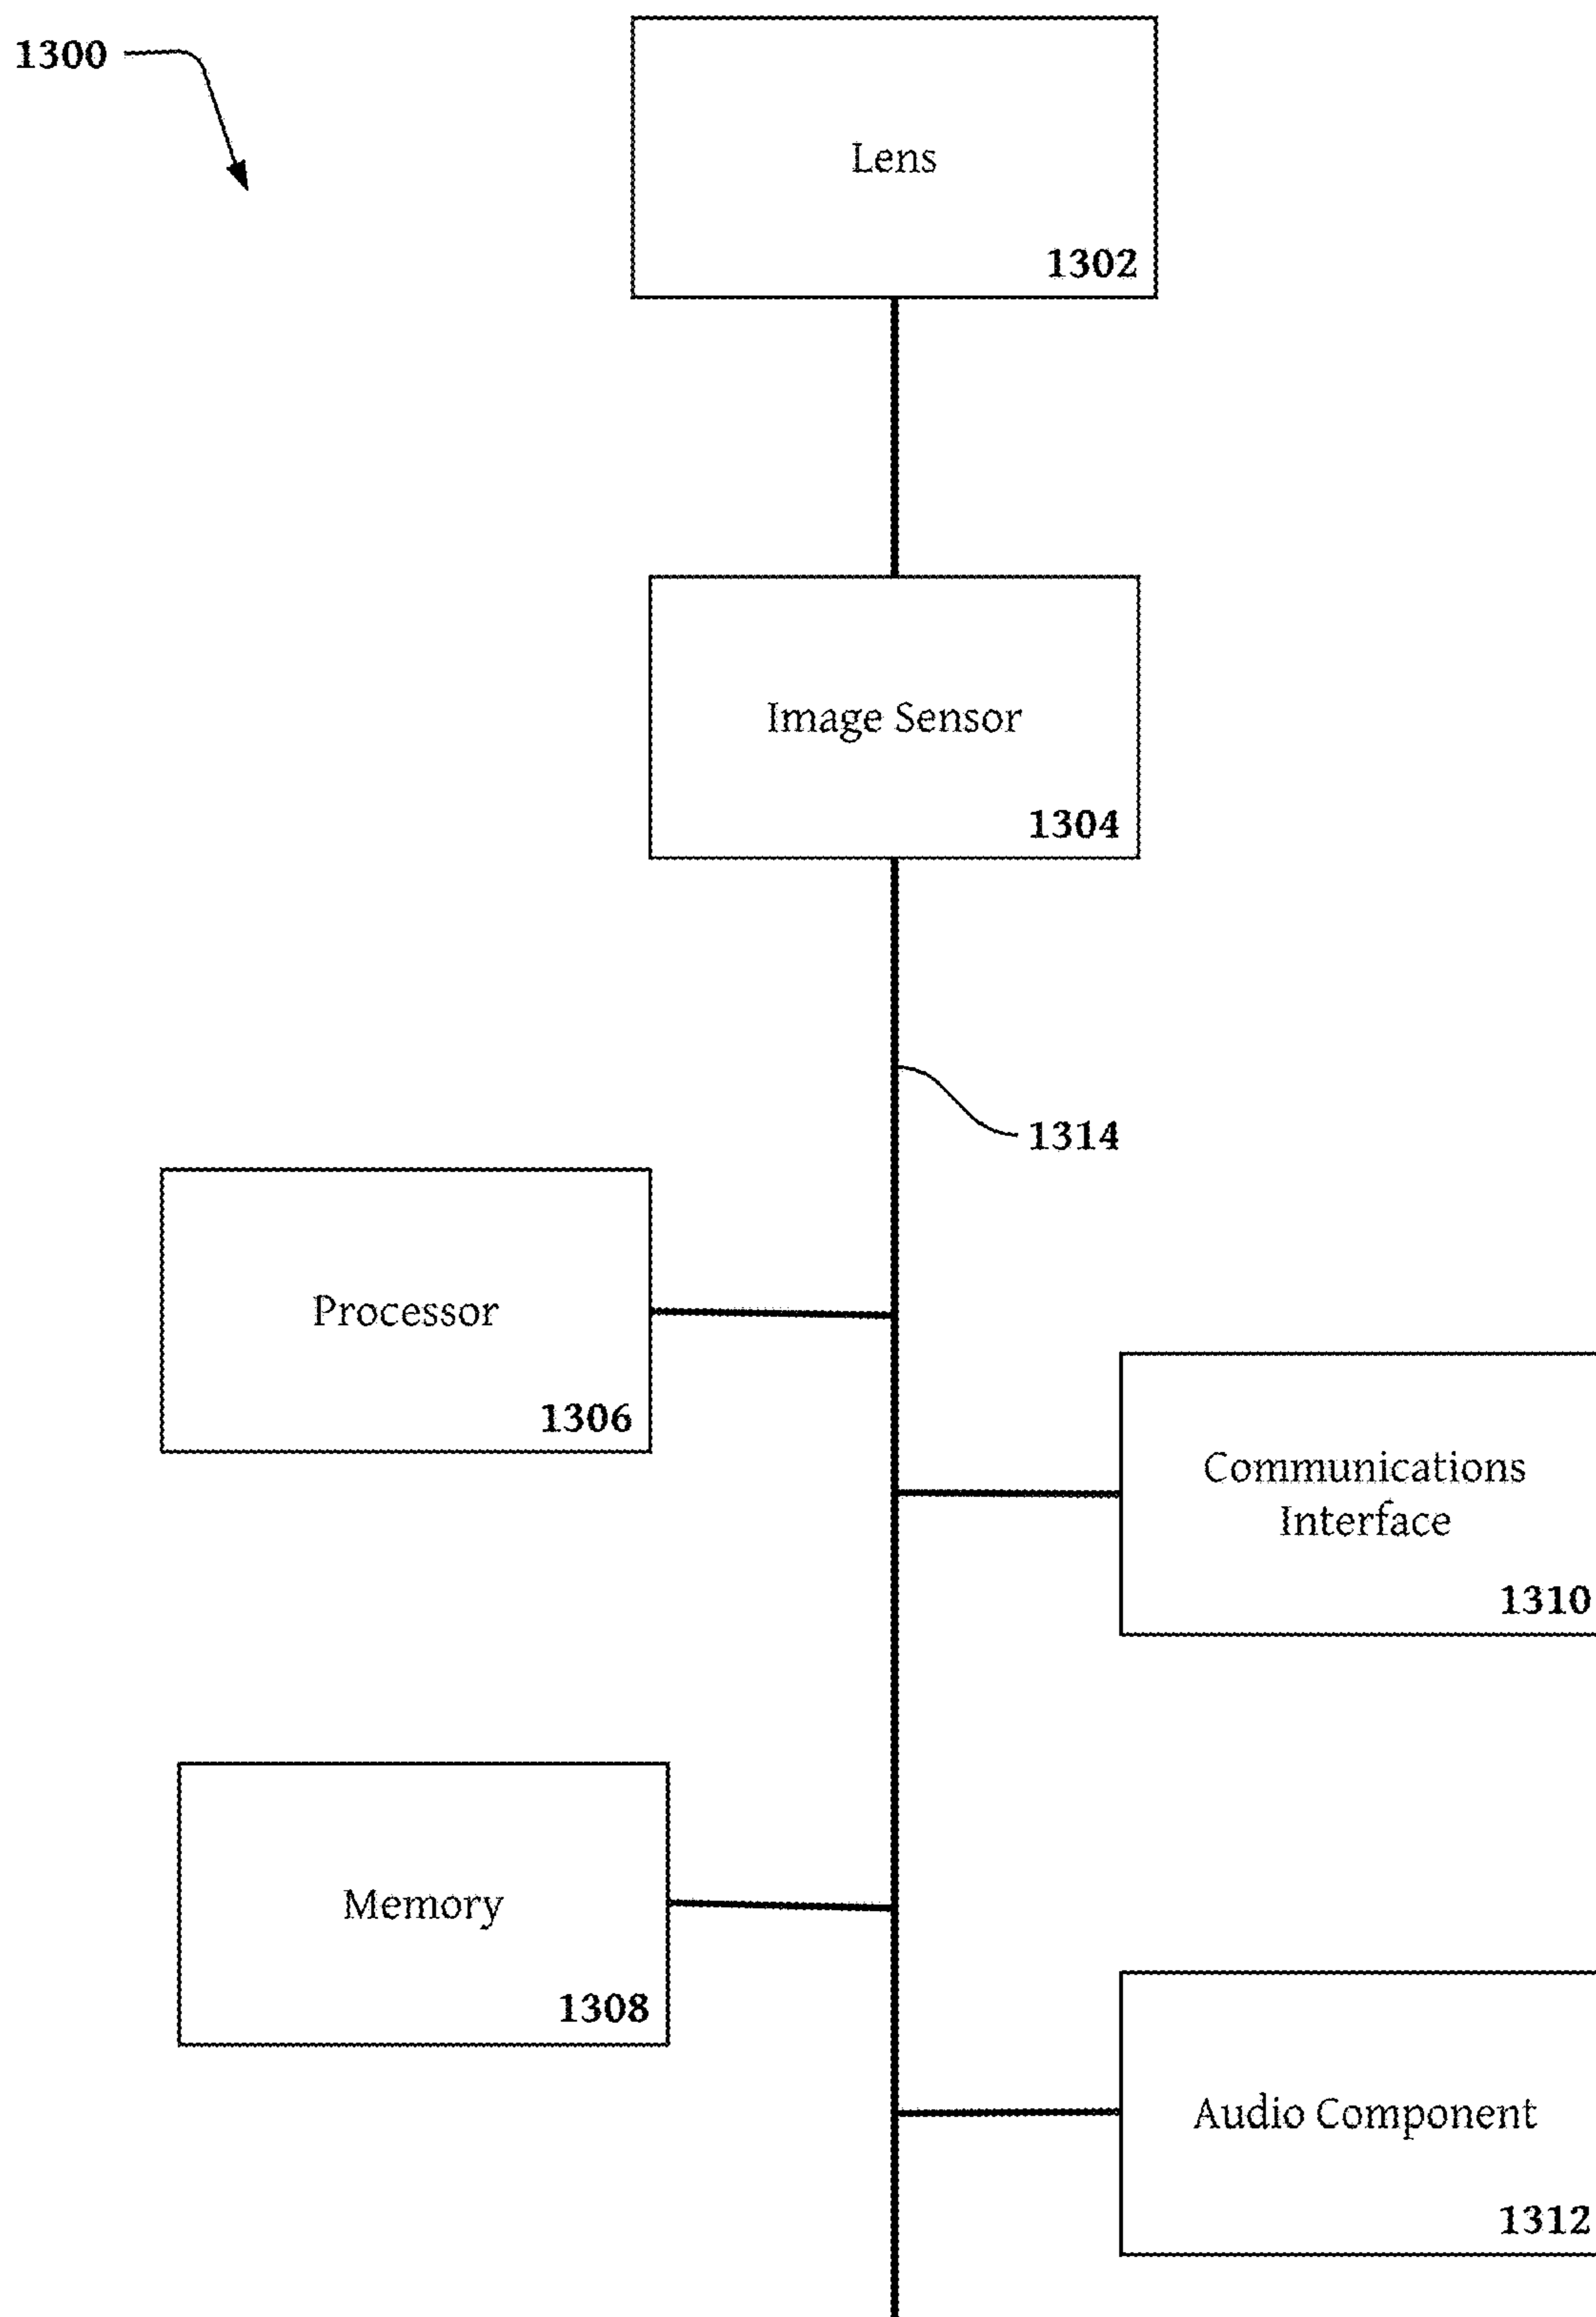 1300
Lens
1302
Image Sensor
1304
1314
Processor
1306
Communications
Interface
1310
Memory
1308
Audio Component
1312